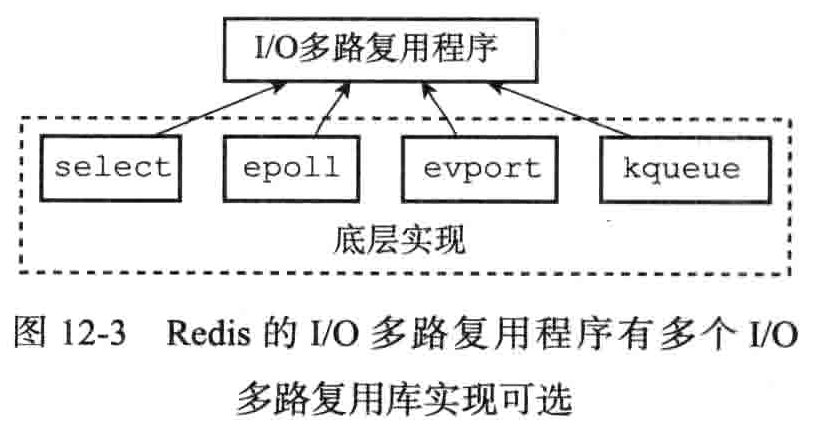 I/O多路复用程序
select
epoll
evport
kqueue
底层实现
图 12-3 Redis 的 I/O 多路复用程序有多个 I/O
多路复用库实现可选